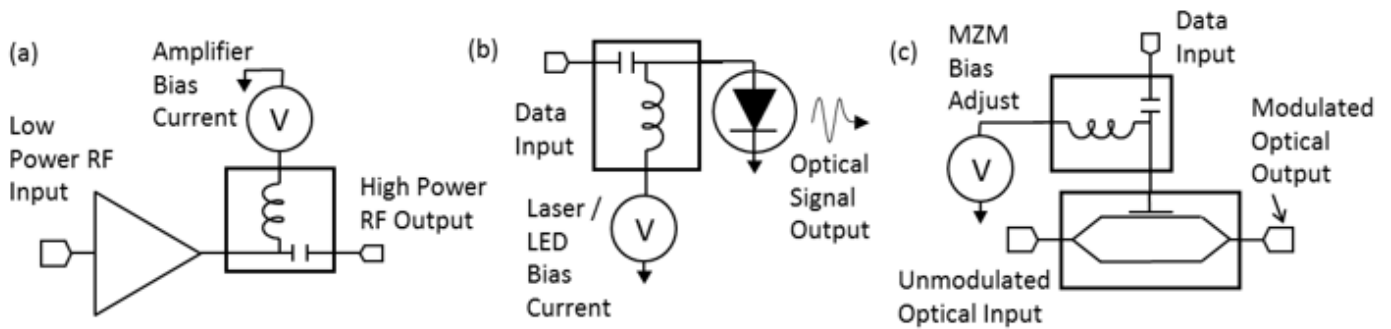 (a)
Amplifier
Bias
Current
V
Low
Power RF
Input
High Power
RF Output
(b)
Data
Input
Laser /
LED
Bias
Current
V
Optical
Signal
Output
(c)
MZM
Bias
Adjust
Data
Input
V
Modulated
Optical
Output
Unmodulated
Optical Input